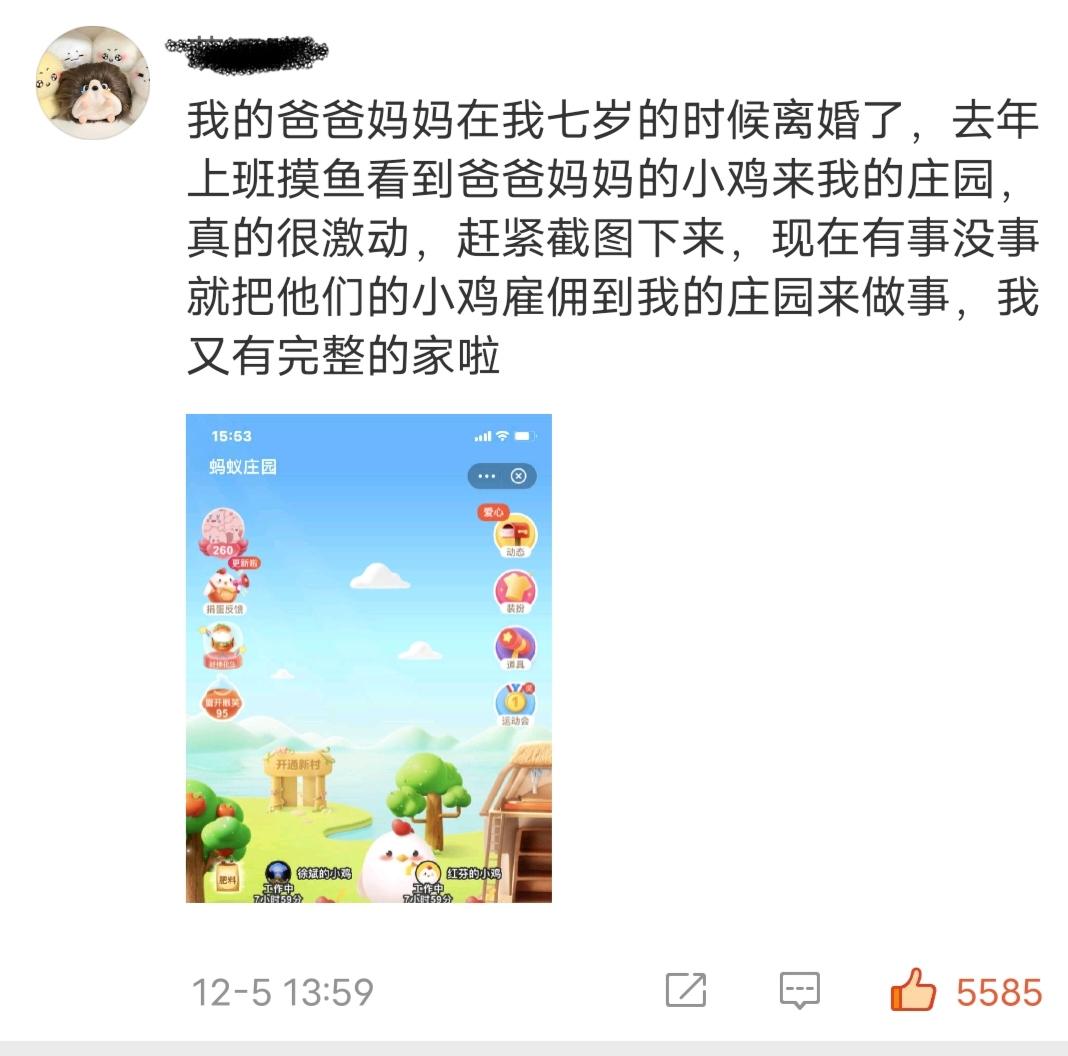 我的爸爸妈妈在我七岁的时候离婚了，去年
上班摸鱼看到爸爸妈妈的小鸡来我的庄园，
真的很激动，赶紧截图下来，现在有事没事
就把他们的小鸡雇佣到我的庄园来做事，我
又有完整的家啦
15:53
蚂蚁庄园
爱心
动态
260
更新啦
捐蛋反馈
装扮
道具
95
1
运动会
开通新村
肥料
徐斌的小鸡
工作中
7小时59分
红芬的小鸡
工作中
7小时59分
12-5 13:59
5585